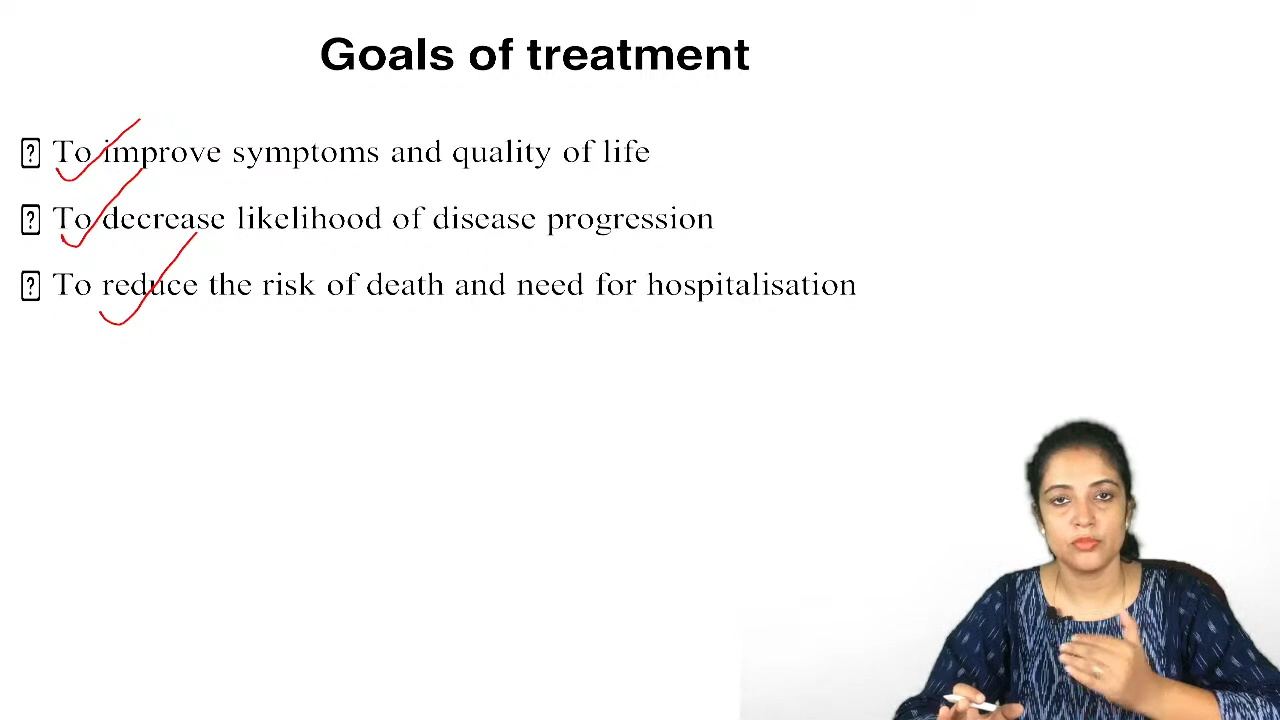 Goals of treatment
To improve symptoms and quality of life
To decrease likelihood of disease progression
To reduce the risk of death and need for hospitalisation